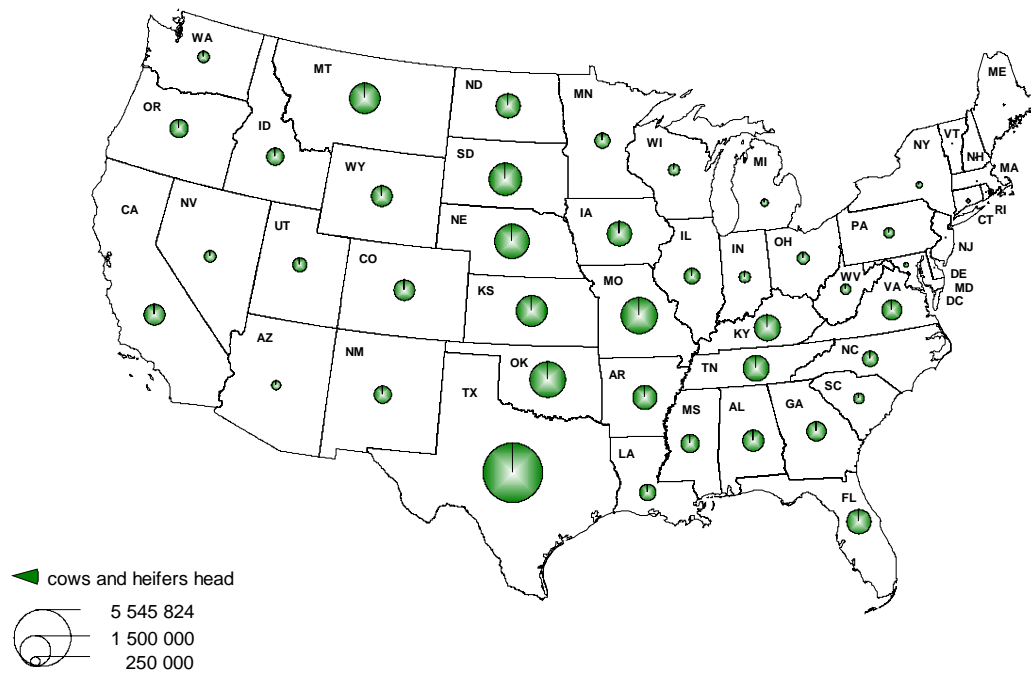 WA
ME
MT
ND
MN
OR
VT
ID
NY
NH
WI
SD
MI
MA
WY
RI
NV
CA
NE
IA
CT
UT
PA
OH
IL
IN
NJ
CO
WV
DE
KS
MO
VA
MD
DC
KY
AZ
NM
OK
TN
NC
AR
SC
TX
MS
AL
GA
LA
FL
cows and heifers head
5 545 824
1 500 000
250 000